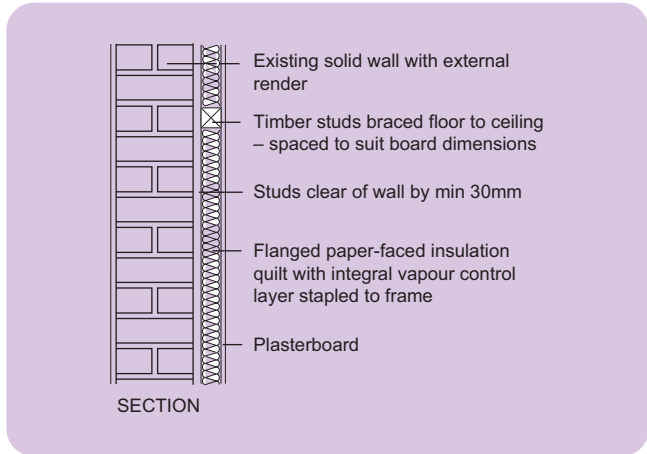 Existing solid wall with external
render
Timber studs braced floor to ceiling
– spaced to suit board dimensions
Studs clear of wall by min 30mm
Flanged paper-faced insulation
quilt with integral vapour control
layer stapled to frame
Plasterboard
SECTION